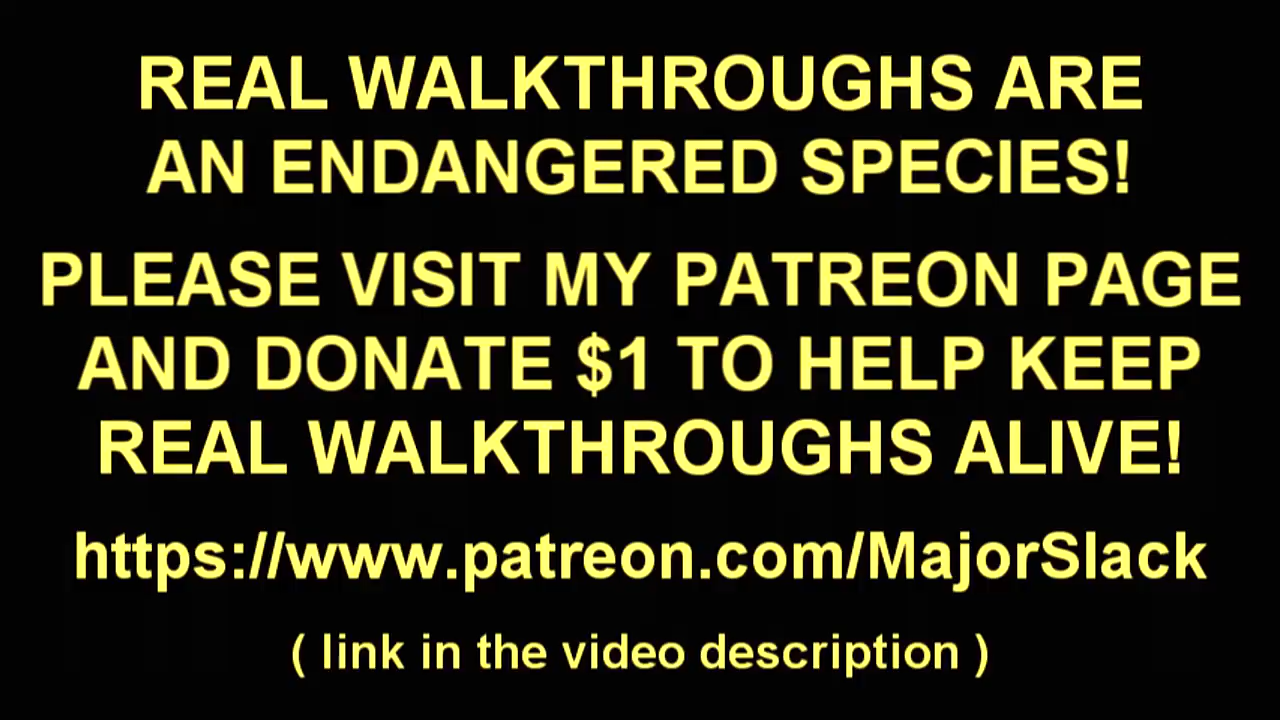 REAL WALKTHROUGHS ARE
AN ENDANGERED SPECIES!
PLEASE VISIT MY PATREON PAGE
AND DONATE $1 TO HELP KEEP
REAL WALKTHROUGHS ALIVE!
https://www.patreon.com/MajorSlack
( link in the video description )